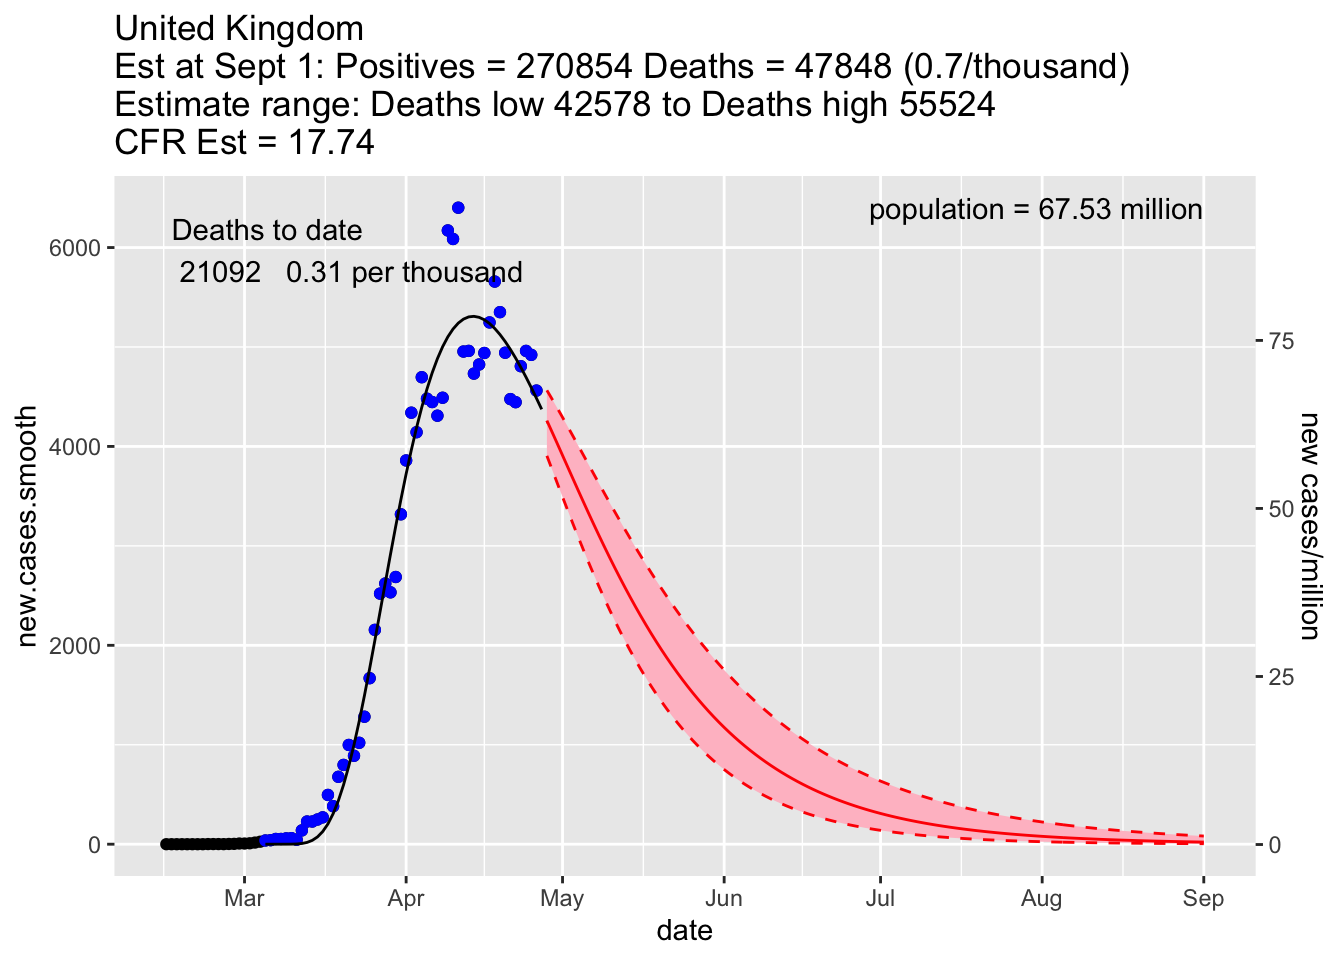 United Kingdom
Est at Sept 1: Positives = 270854 Deaths = 47848 (0.7/thousand)
Estimate range: Deaths low 42578 to Deaths high 55524
CFR Est = 17.74
population = 67.53 million
Deaths to date
21092 0.31 per thousand
6000
4000
2000
0
new.cases.smooth
75
50
25
0
new cases/million
Mar Apr May Jun Jul Aug Sep
date